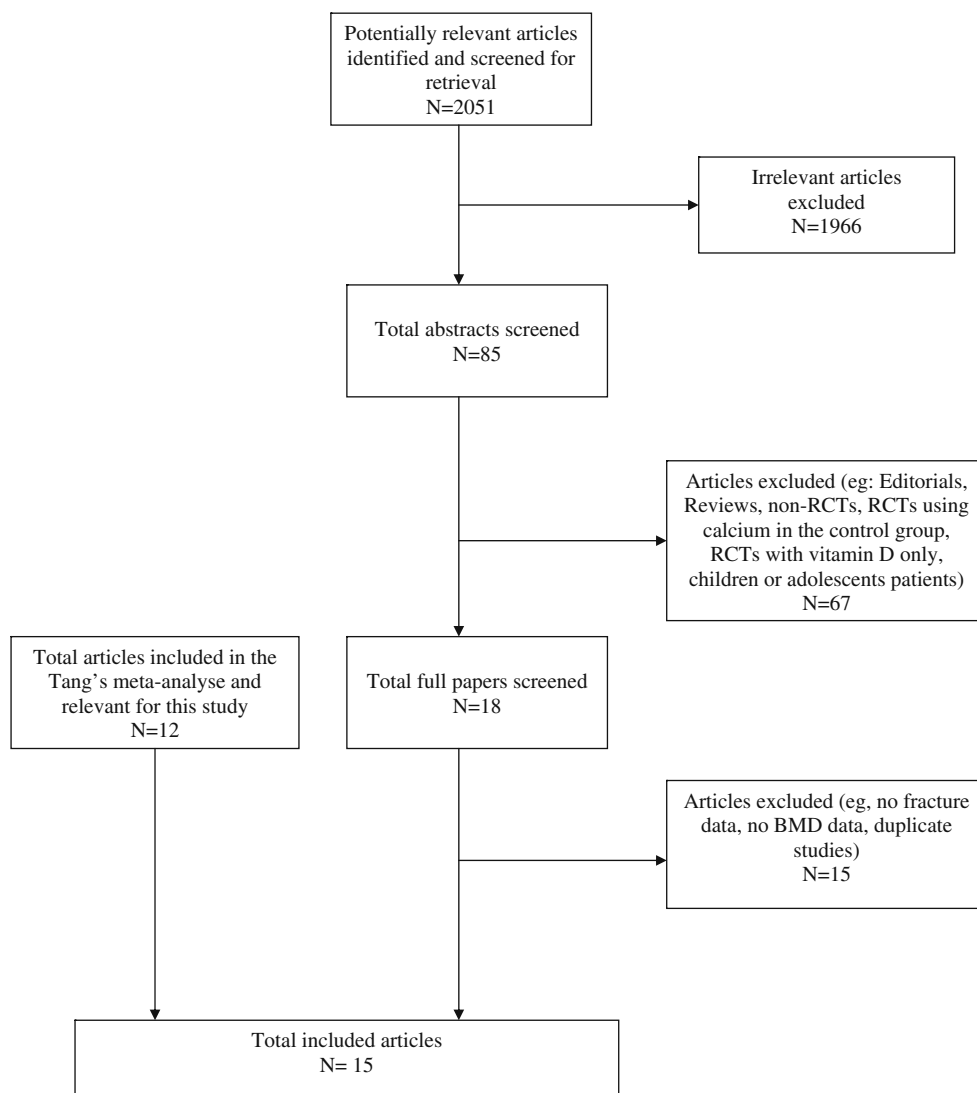 Potentially relevant articles
identified and screened for
retrieval
N=2051
Irrelevant articles
excluded
N=1966
Total abstracts screened
N=85
Articles excluded (eg: Editorials,
Reviews, non-RCTs, RCTs using
calcium in the control group,
RCTs with vitamin D only,
children or adolescents patients)
N=67
Total articles included in the
Tang's meta-analyse and
relevant for this study
N=12
Total full papers screened
N=18
Articles excluded (eg, no fracture
data, no BMD data, duplicate
studies)
N=15
Total included articles
N= 15